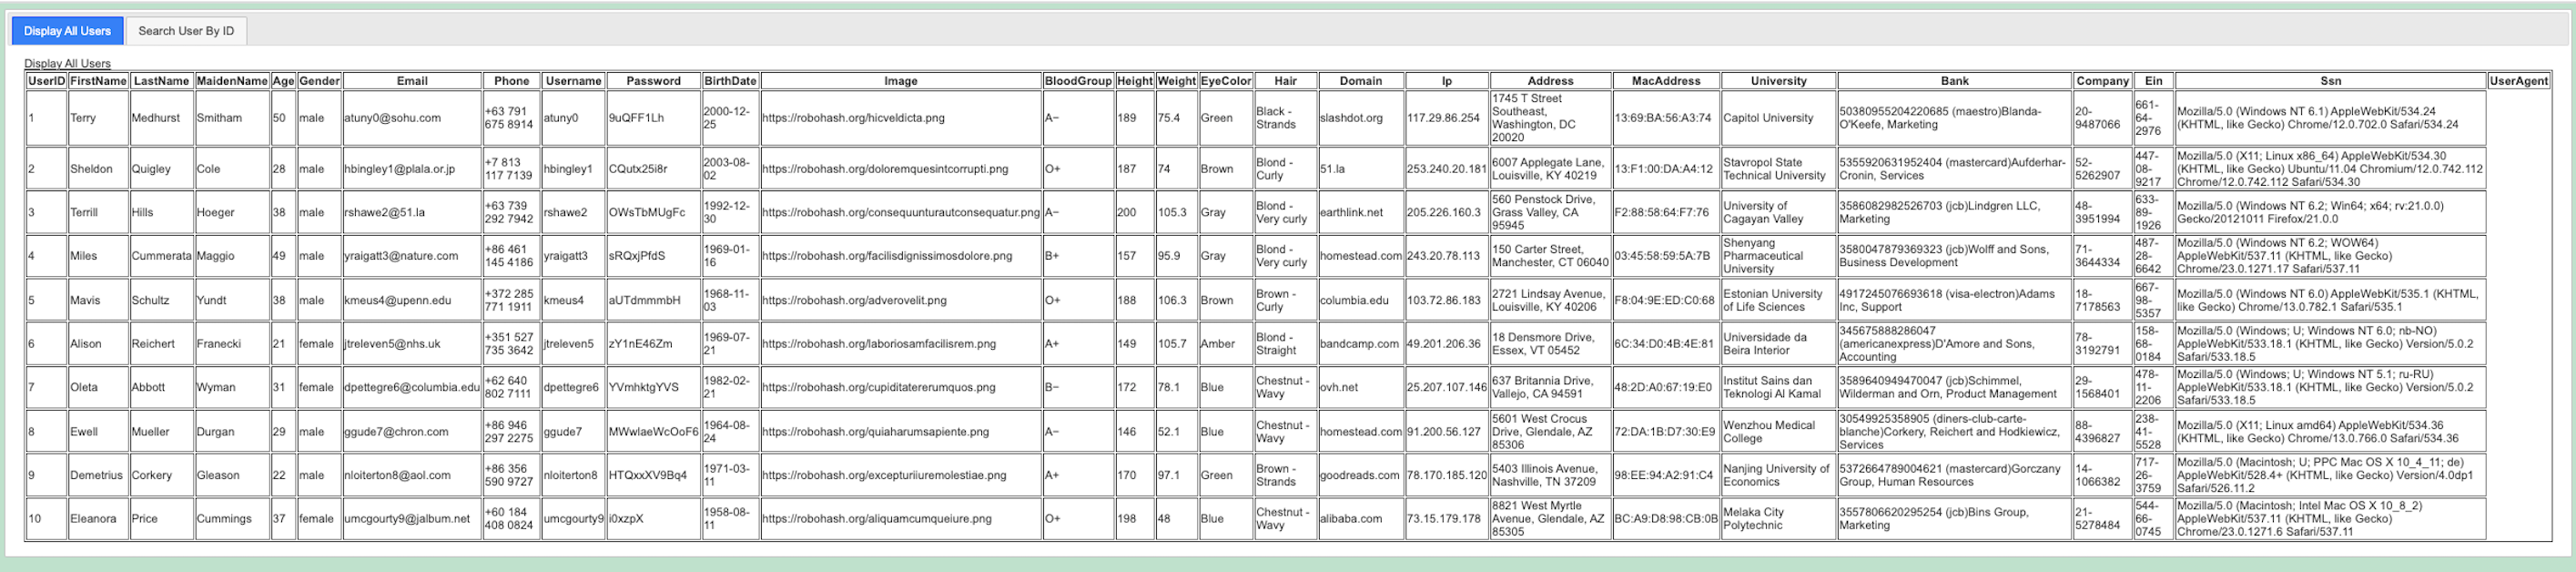 Display All Users Search User By ID
Display All Users
UserID FirstName LastName MaidenName Age Gender Email Phone Username Password BirthDate Image BloodGroup Height Weight EyeColor Hair Domain Ip Address MacAddress University Bank Company Ein Ssn UserAgent
1 Terry Medhurst Smitham 50 male atuny0@sohu.com +63 791 675 8914 atuny0 9uQFF1Lh 2000-12-25 https://robohash.org/hicveldicta.png A− 189 75.4 Green Black - Strands slashdot.org 117.29.86.254 1745 T Street Southeast, Washington, DC 20020 13:69:BA:56:A3:74 Capitol University 50380955204220685 (maestro)Blanda-O'Keefe, Marketing 20-9487066 661-64-2976 Mozilla/5.0 (Windows NT 6.1) AppleWebKit/534.24 (KHTML, like Gecko) Chrome/12.0.702.0 Safari/534.24
2 Sheldon Quigley Cole 28 male hbingley1@plala.or.jp +7 813 117 7139 hbingley1 CQutx25i8r 2003-08-02 https://robohash.org/doloremquesintcorrupti.png O+ 187 74 Brown Blond - Curly 51.la 253.240.20.181 6007 Applegate Lane, Louisville, KY 40219 13:F1:00:DA:A4:12 Stavropol State Technical University 5355920631952404 (mastercard)Aufderhar-Cronin, Services 52-5262907 447-08-9217 Mozilla/5.0 (X11; Linux x86_64) AppleWebKit/534.30 (KHTML, like Gecko) Ubuntu/11.04 Chromium/12.0.742.112 Chrome/12.0.742.112 Safari/534.30
3 Terrill Hills Hoeger 38 male rshawe2@51.la +63 739 292 7942 rshawe2 OWsTbMUgFc 1992-12-30 https://robohash.org/consequunturautconsequatur.png A− 200 105.3 Gray Blond - Very curly earthlink.net 205.226.160.3 560 Penstock Drive, Grass Valley, CA 95945 F2:88:58:64:F7:76 University of Cagayan Valley 3586082982526703 (jcb)Lindgren LLC, Marketing 48-3951994 633-89-1926 Mozilla/5.0 (Windows NT 6.2; Win64; x64; rv:21.0.0) Gecko/20121011 Firefox/21.0.0
4 Miles Cummerata Maggio 49 male yraigatt3@nature.com +86 461 145 4186 yraigatt3 sRQxjPfdS 1969-01-16 https://robohash.org/facilisdignissimosdolore.png B+ 157 95.9 Gray Blond - Very curly homestead.com 243.20.78.113 150 Carter Street, Manchester, CT 06040 03:45:58:59:5A:7B Shenyang Pharmaceutical University 3580047879369323 (jcb)Wolff and Sons, Business Development 71-3644334 487-28-6642 Mozilla/5.0 (Windows NT 6.2; WOW64) AppleWebKit/537.11 (KHTML, like Gecko) Chrome/23.0.1271.17 Safari/537.11
5 Mavis Schultz Yundt 38 male kmeus4@upenn.edu +372 285 771 1911 kmeus4 aUTdmmmbH 1968-11-03 https://robohash.org/adverovelit.png O+ 188 106.3 Brown Brown - Curly columbia.edu 103.72.86.183 2721 Lindsay Avenue, Louisville, KY 40206 F8:04:9E:ED:C0:68 Estonian University of Life Sciences 4917245076693618 (visa-electron)Adams Inc, Support 18-7178563 667-98-5357 Mozilla/5.0 (Windows NT 6.0) AppleWebKit/535.1 (KHTML, like Gecko) Chrome/13.0.782.1 Safari/535.1
6 Alison Reichert Franecki 21 female jtreleven5@nhs.uk +351 527 735 3642 jtreleven5 zY1nE46Zm 1969-07-21 https://robohash.org/laboriosamfacilisrem.png A+ 149 105.7 Amber Blond - Straight bandcamp.com 49.201.206.36 18 Densmore Drive, Essex, VT 05452 6C:34:D0:4B:4E:81 Universidade da Beira Interior 345675888286047 (americanexpress)D'Amore and Sons, Accounting 78-3192791 158-68-0184 Mozilla/5.0 (Windows; U; Windows NT 6.0; nb-NO) AppleWebKit/533.18.1 (KHTML, like Gecko) Version/5.0.2 Safari/533.18.5
7 Oleta Abbott Wyman 31 female dpettegre6@columbia.edu +62 640 802 7111 dpettegre6 YVmhktgYVS 1982-02-21 https://robohash.org/cupiditatererumquos.png B− 172 78.1 Blue Chestnut - Wavy ovh.net 25.207.107.146 637 Britannia Drive, Vallejo, CA 94591 48:2D:A0:67:19:E0 Institut Sains dan Teknologi Al Kamal 3589640949470047 (jcb)Schimmel, Wilderman and Orn, Product Management 29-1568401 478-11-2206 Mozilla/5.0 (Windows; U; Windows NT 5.1; ru-RU) AppleWebKit/533.18.1 (KHTML, like Gecko) Version/5.0.2 Safari/533.18.5
8 Ewell Mueller Durgan 29 male ggude7@chron.com +86 946 297 2275 ggude7 MWwlaeWcOoF6 1964-08-24 https://robohash.org/quiaharumsapiente.png A− 146 52.1 Blue Chestnut - Wavy homestead.com 91.200.56.127 5601 West Crocus Drive, Glendale, AZ 85306 72:DA:1B:D7:30:E9 Wenzhou Medical College 30549925358905 (diners-club-carte-blanche)Corkery, Reichert and Hodkiewicz, Services 88-4396827 238-41-5528 Mozilla/5.0 (X11; Linux amd64) AppleWebKit/534.36 (KHTML, like Gecko) Chrome/13.0.766.0 Safari/534.36
9 Demetrius Corkery Gleason 22 male nloiterton8@aol.com +86 356 590 9727 nloiterton8 HTQxxXV9Bq4 1971-03-11 https://robohash.org/excepturiiuremolestiae.png A+ 170 97.1 Green Brown - Strands goodreads.com 78.170.185.120 5403 Illinois Avenue, Nashville, TN 37209 98:EE:94:A2:91:C4 Nanjing University of Economics 5372664789004621 (mastercard)Gorczany Group, Human Resources 14-1066382 717-26-3759 Mozilla/5.0 (Macintosh; U; PPC Mac OS X 10_4_11; de) AppleWebKit/528.4+ (KHTML, like Gecko) Version/4.0dp1 Safari/526.11.2
10 Eleanora Price Cummings 37 female umcgourty9@jalbum.net +60 184 408 0824 umcgourty9 i0xzpX 1958-08-11 https://robohash.org/aliquamcumqueiure.png O+ 198 48 Blue Chestnut - Wavy alibaba.com 73.15.179.178 8821 West Myrtle Avenue, Glendale, AZ 85305 BC:A9:D8:98:CB:0B Melaka City Polytechnic 3557806620295254 (jcb)Bins Group, Marketing 21-5278484 544-66-0745 Mozilla/5.0 (Macintosh; Intel Mac OS X 10_8_2) AppleWebKit/537.11 (KHTML, like Gecko) Chrome/23.0.1271.6 Safari/537.11